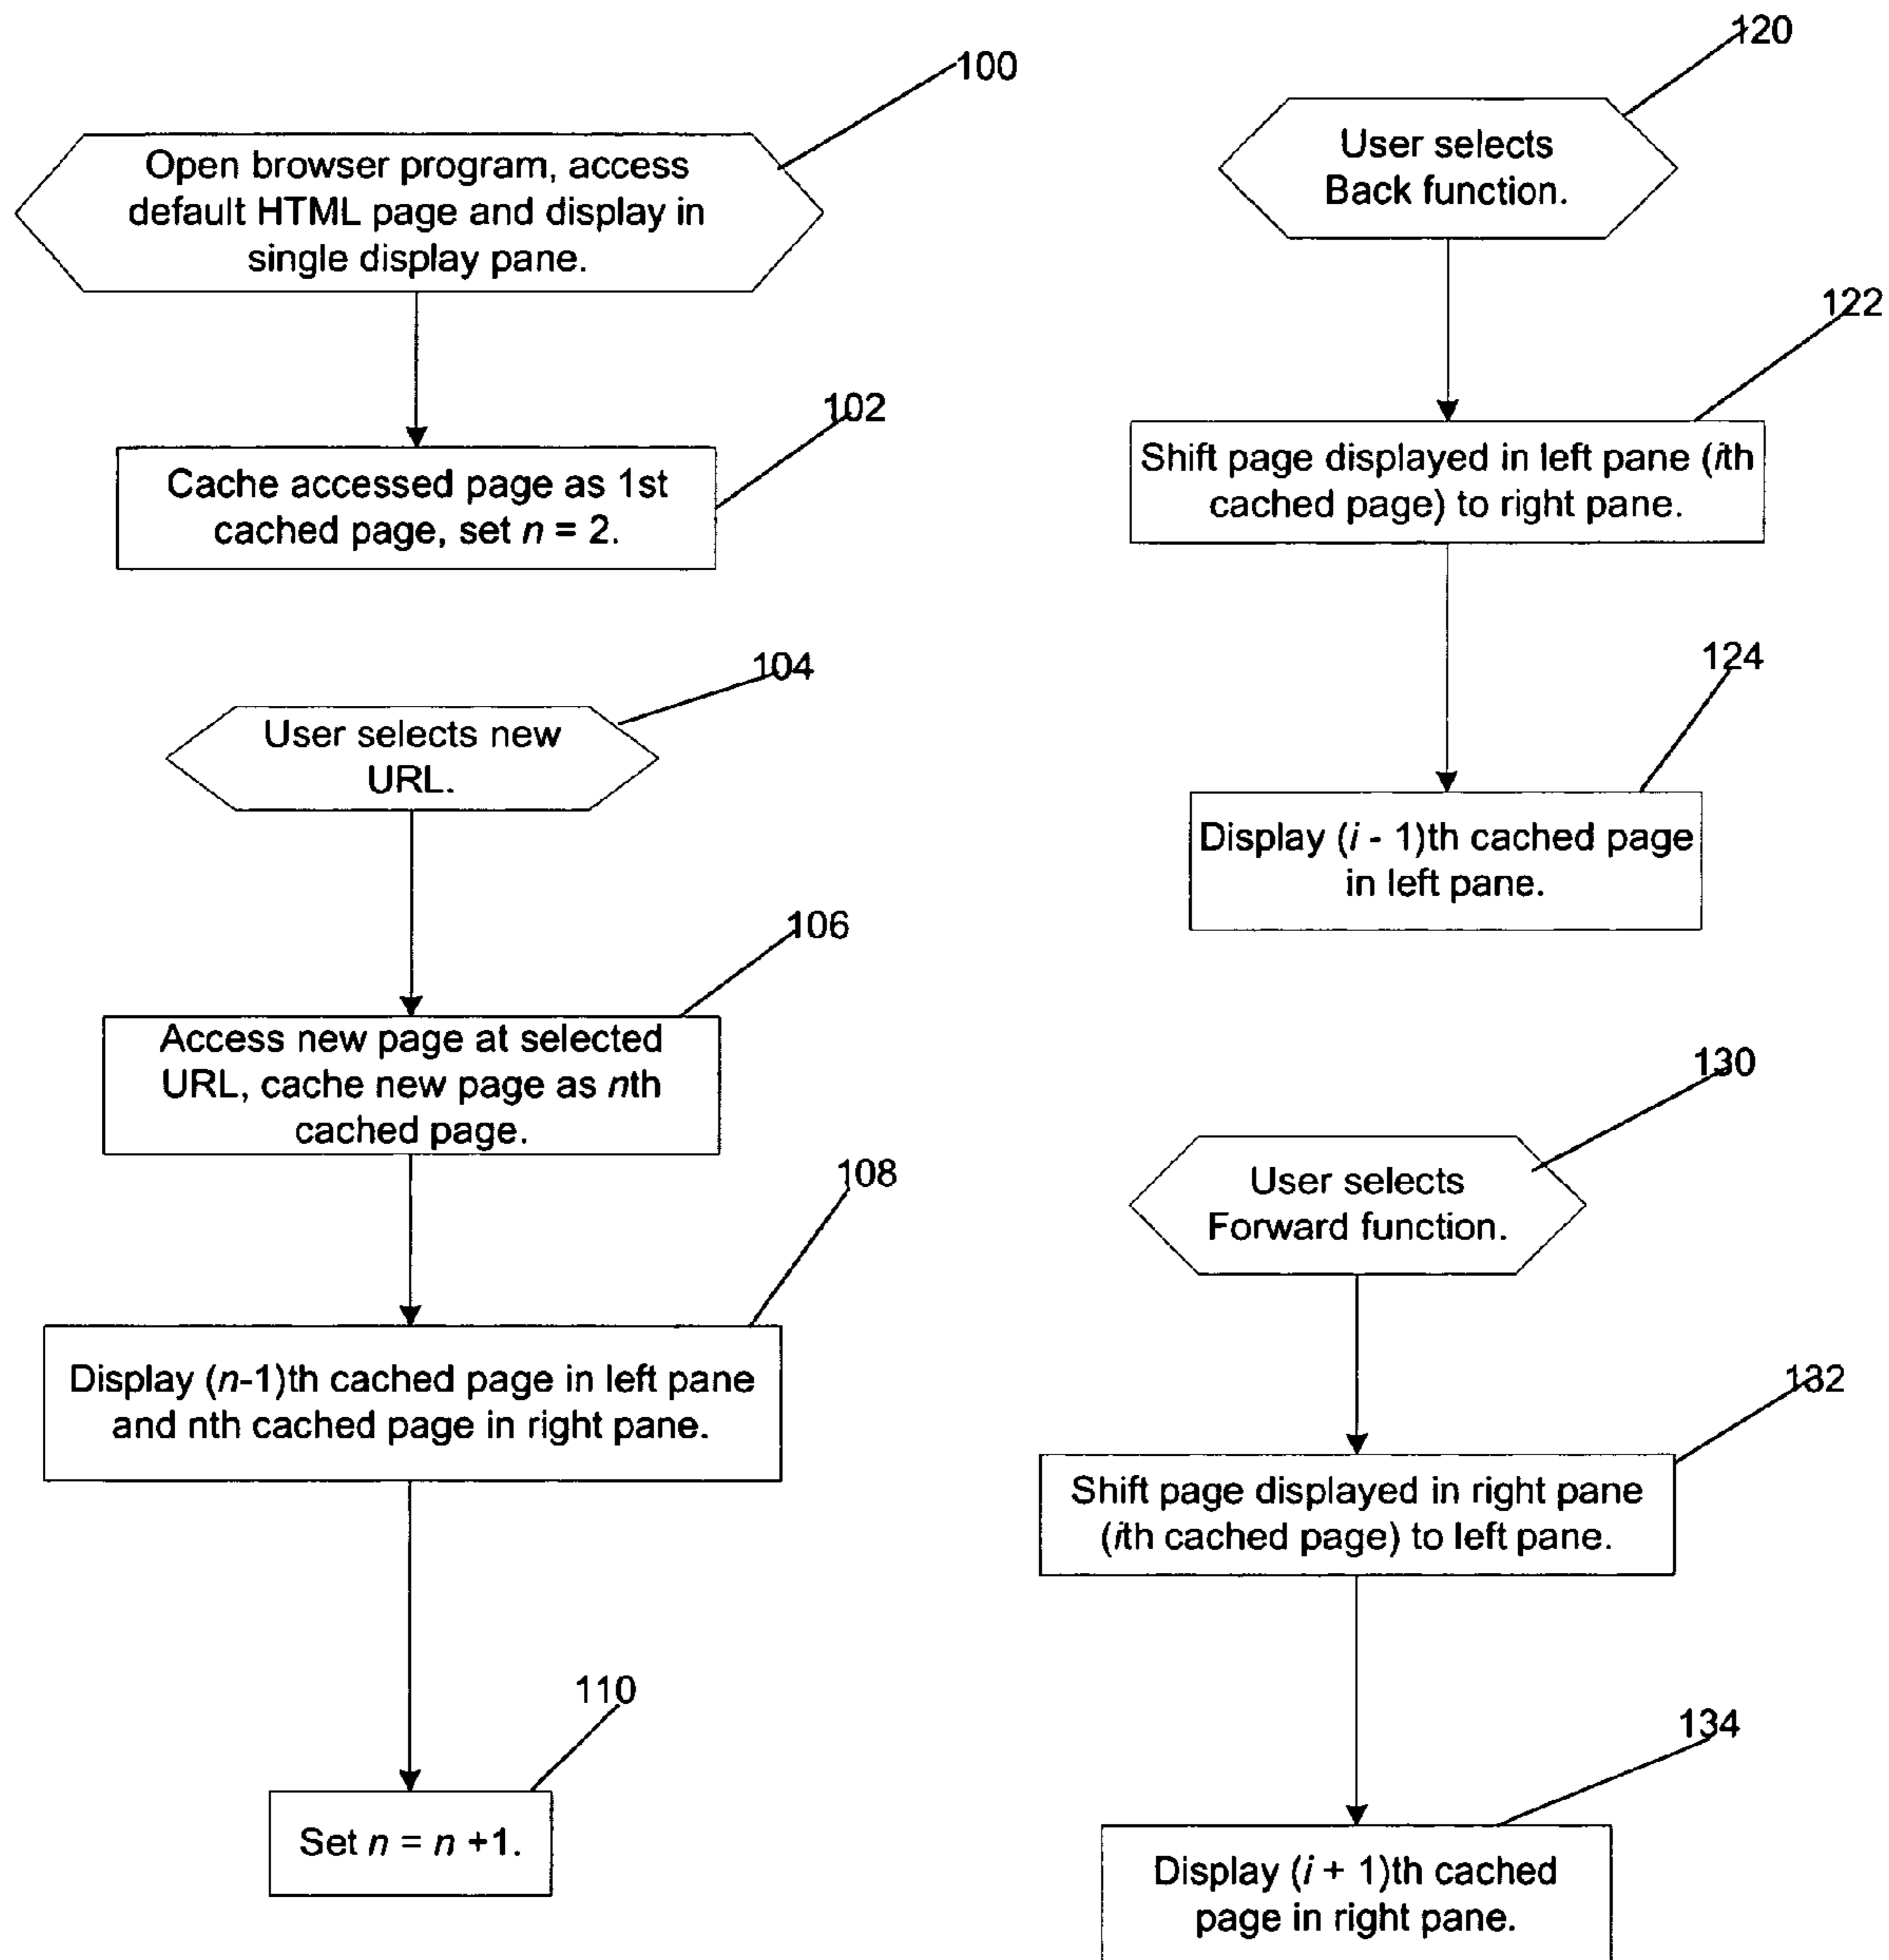 100
Open browser program, access
default HTML page and display in
single display pane.
102
Cache accessed page as 1st
cached page, set n = 2.
104
User selects new
URL.
106
Access new page at selected
URL, cache new page as nth
cached page.
108
Display (n-1)th cached page in left pane
and nth cached page in right pane.
110
Set n = n +1.
120
User selects
Back function.
122
Shift page displayed in left pane (ith
cached page) to right pane.
124
Display (i - 1)th cached page
in left pane.
130
User selects
Forward function.
132
Shift page displayed in right pane
(ith cached page) to left pane.
134
Display (i + 1)th cached
page in right pane.